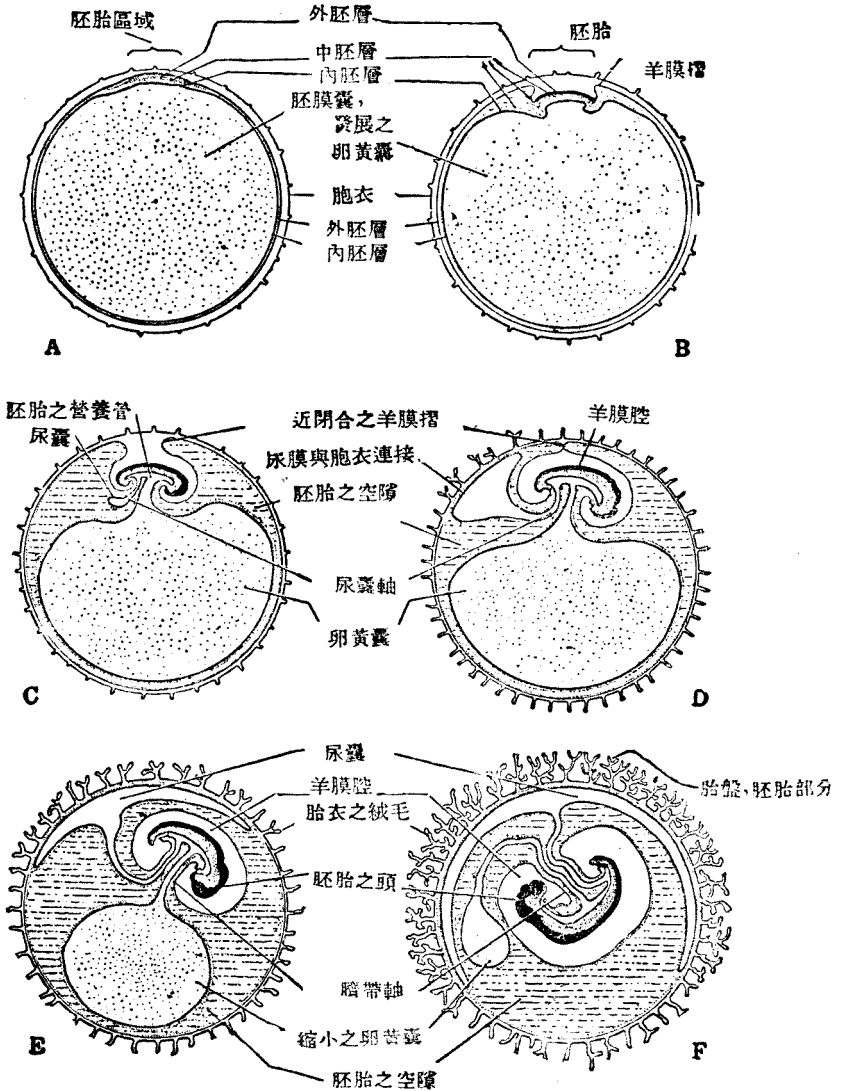 胚胎區域
外胚層
胚胎
中胚層
內胚層
羊膜摺
胚膜囊，
發展之
卵黃囊
胞衣
外胚層
內胚層
A
B
胚胎之營養管
尿囊
近閉合之羊膜摺
羊膜腔
尿膜與胞衣連接
胚胎之空隙
尿囊軸
卵黃囊
C
D
尿囊
羊膜腔
胎衣之絨毛
胎盤、胚胎部分
胚胎之頭
臍帶軸
縮小之卵黃囊
胚胎之空隙
E
F